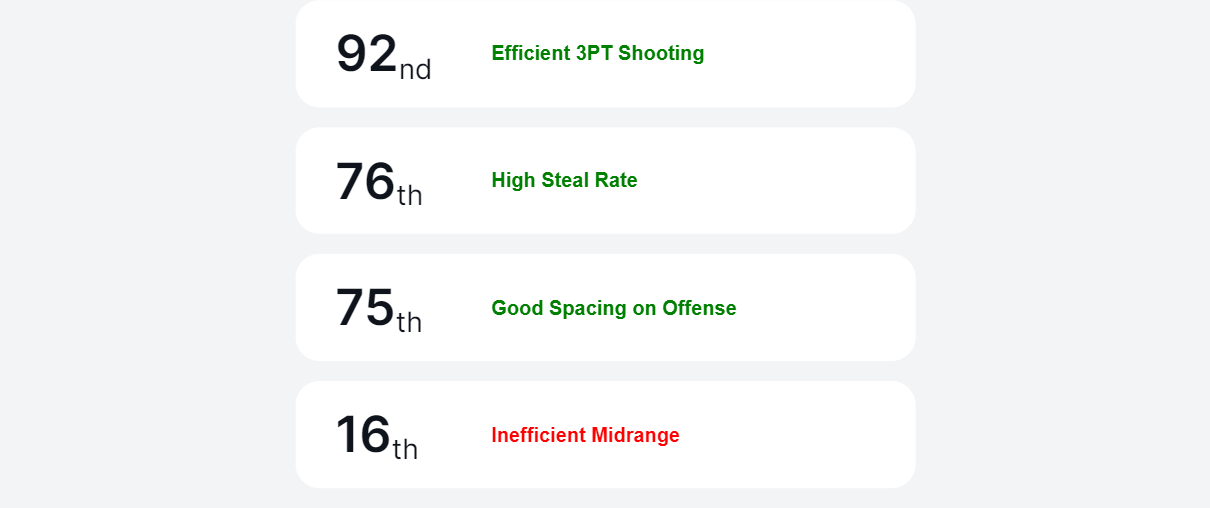 92nd Efficient 3PT Shooting
76th High Steal Rate
75th Good Spacing on Offense
16th Inefficient Midrange